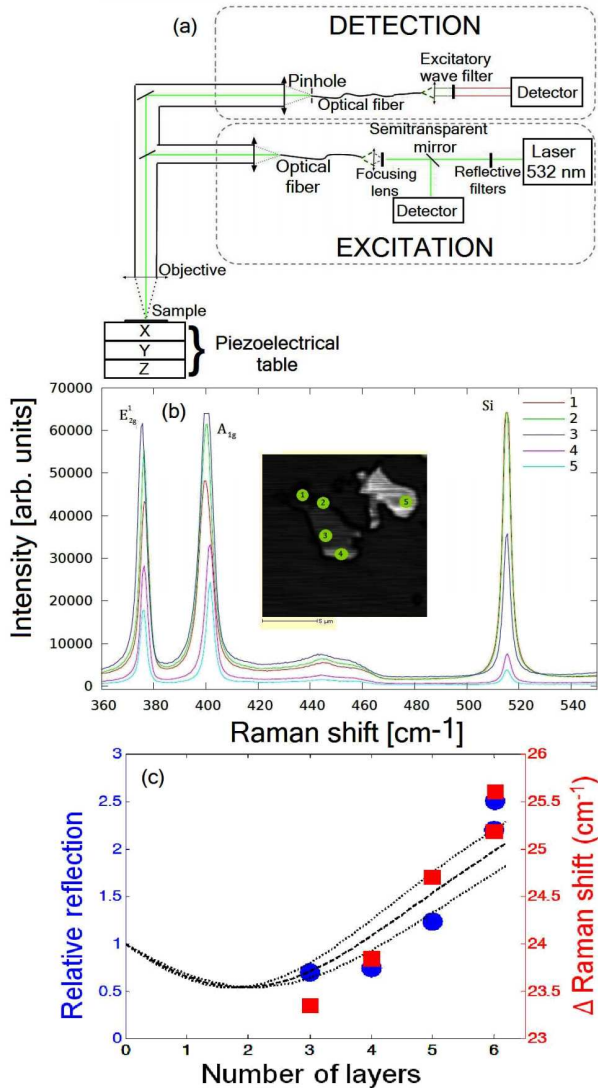 (a)
DETECTION
Pinhole
Optical fiber
Excitatory
wave filter
Detector
Semitransparent
mirror
Optical
fiber
Focusing
lens
Reflective
filters
Laser
532 nm
Detector
EXCITATION
Objective
Sample
X
Y
Z
Piezoelectrical
table
(b)
Intensity [arb. units]
70000
60000
50000
40000
30000
20000
10000
0
E¹2g
A1g
Si
1
2
3
4
5
1
2
3
4
5
5 µm
360 380 400 420 440 460 480 500 520 540
Raman shift [cm-1]
(c)
Relative reflection
3
2.5
2
1.5
1
0.5
0
26
25.5
25
24.5
24
23.5
23
Δ Raman shift (cm⁻¹)
0 1 2 3 4 5 6
Number of layers